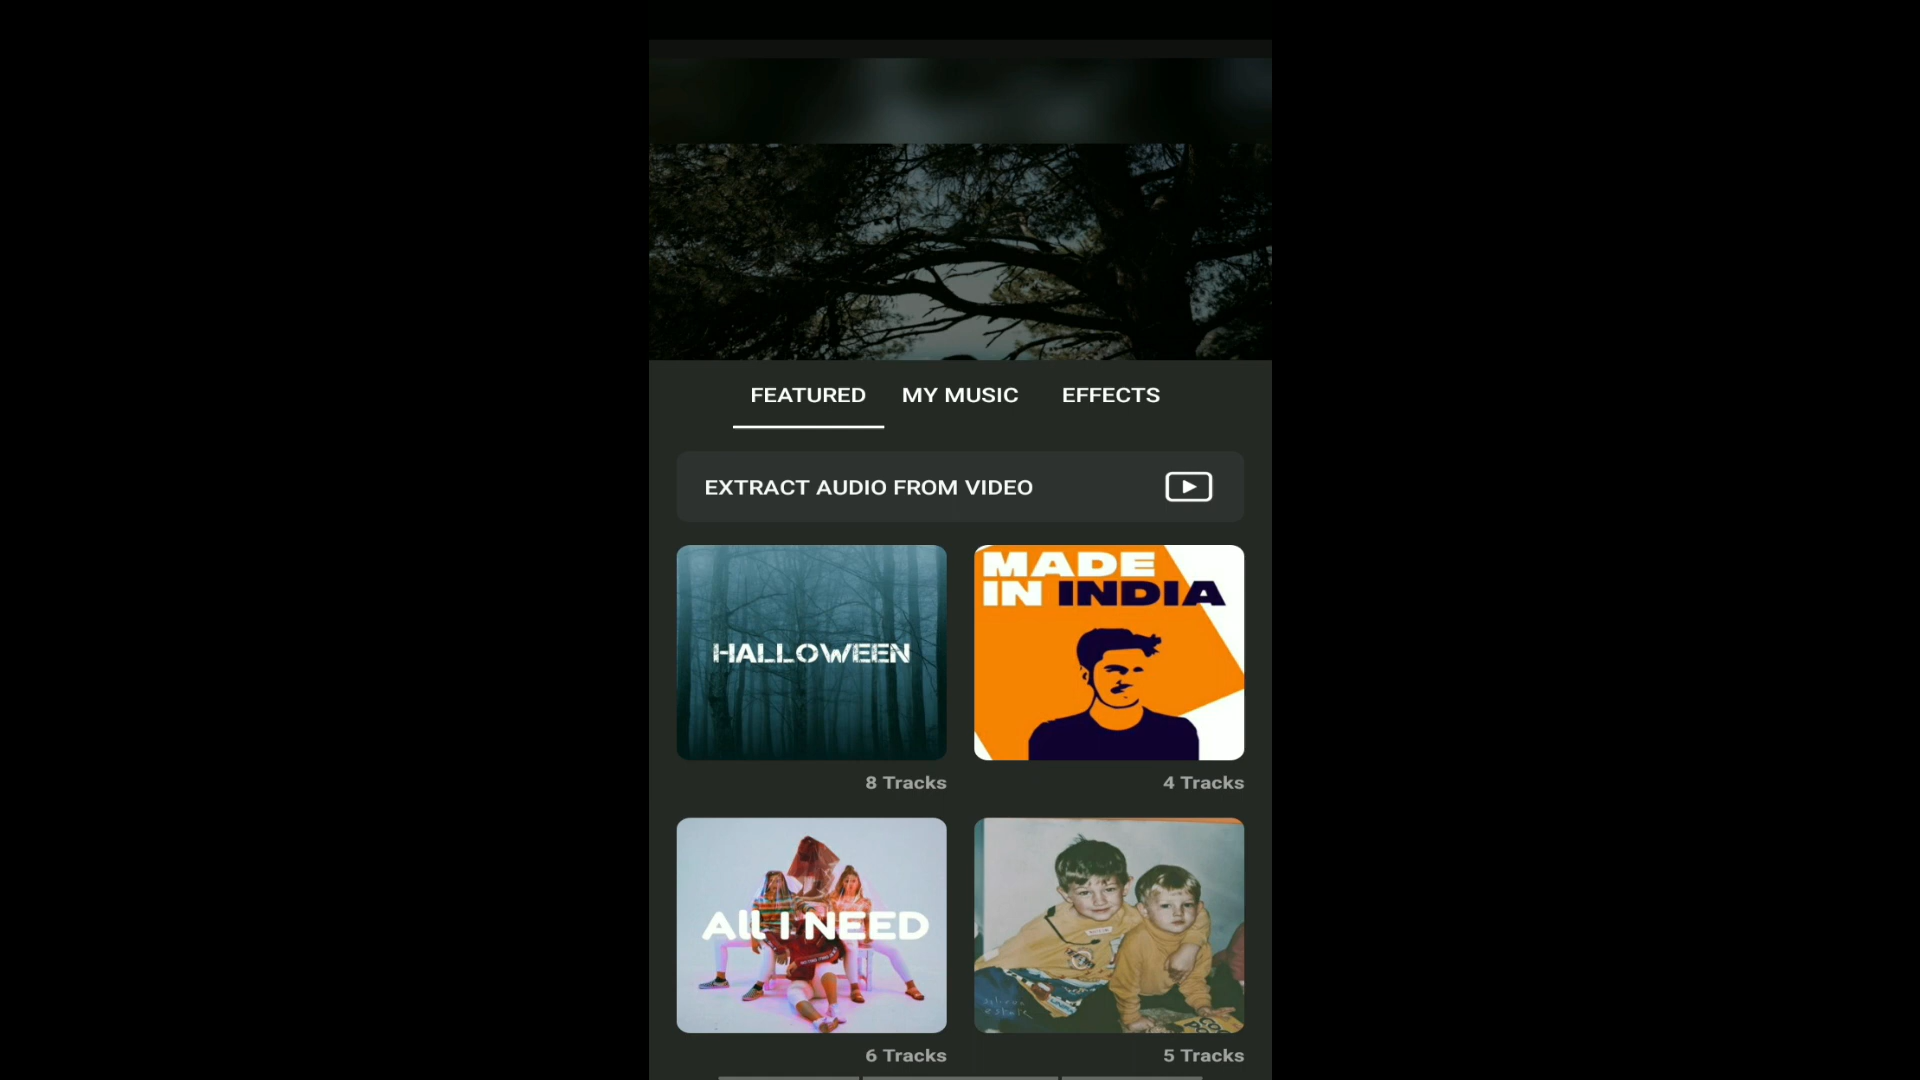 FEATURED MY MUSIC EFFECTS
EXTRACT AUDIO FROM VIDEO
HALLOWEEN
MADE
IN INDIA
8 Tracks
4 Tracks
All I NEED
6 Tracks
5 Tracks